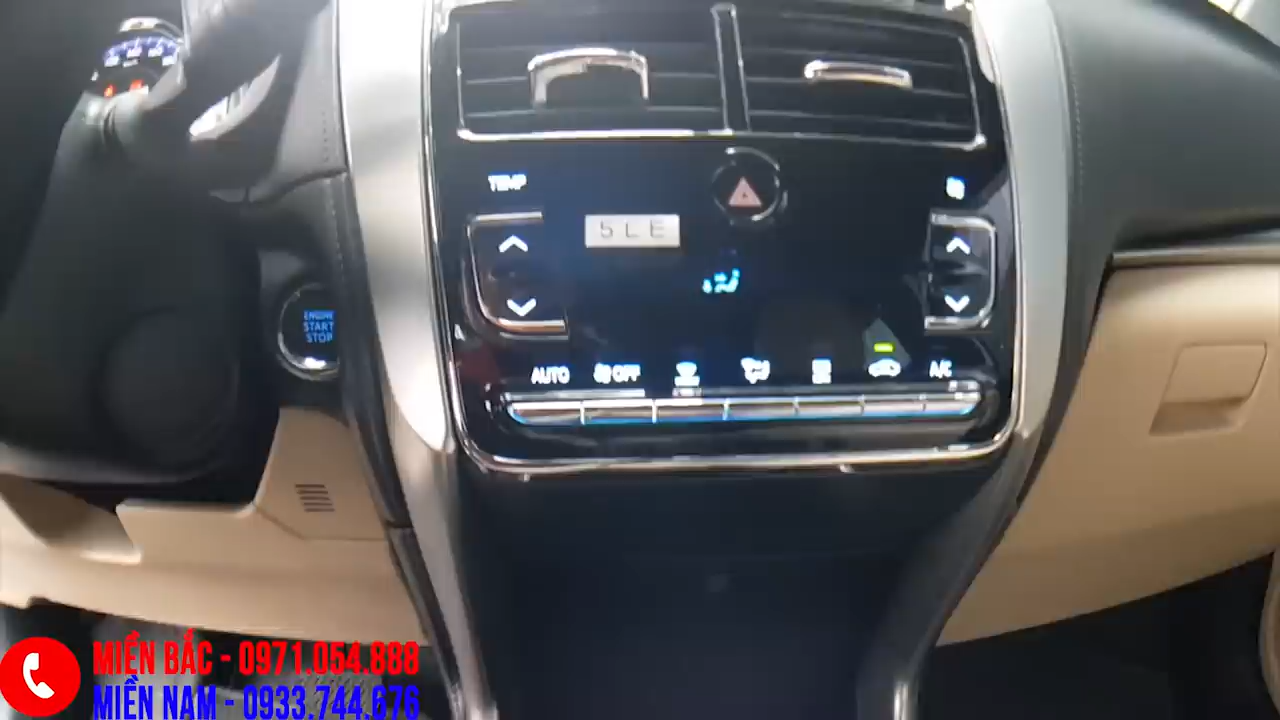 TEMP
5LE
ENGINE
START
STOP
AUTO
OFF
A/C
MIỀN BẮC - 0971.054.888
MIỀN NAM - 0933.744.676